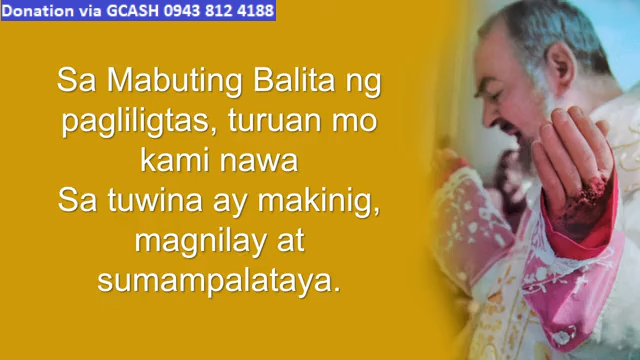 Donation via GCASH 0943 812 4188
Sa Mabuting Balita ng
pagliligtas, turuan mo
kami nawa
Sa tuwina ay makinig,
magnilay at
sumampalataya.